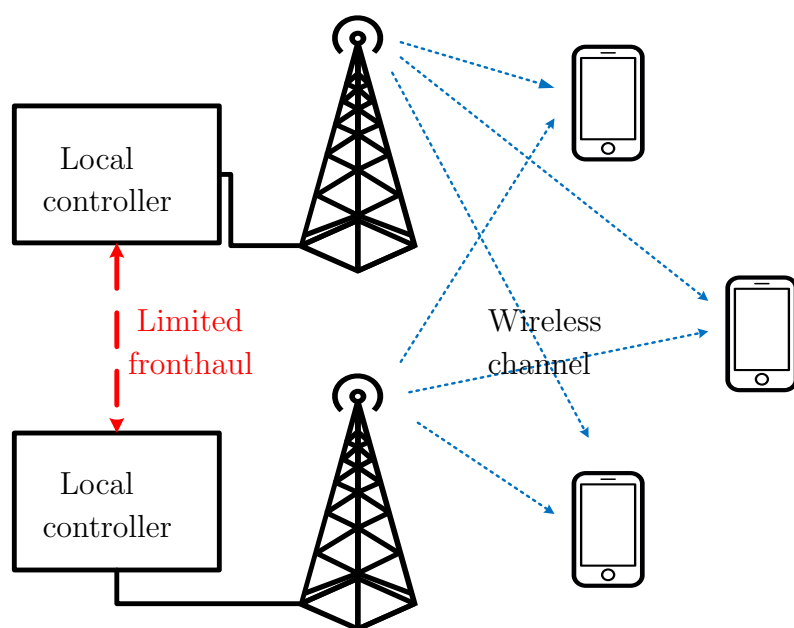 Local
controller
Limited
fronthaul
Wireless
channel
Local
controller